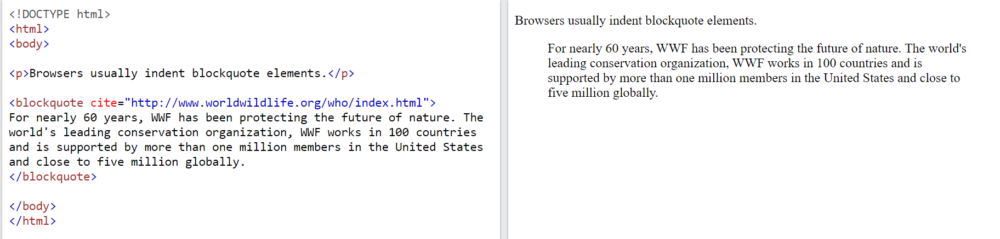 <!DOCTYPE html>
<html>
<body>
<p>Browsers usually indent blockquote elements.</p>
<blockquote cite="http://www.worldwildlife.org/who/index.html">
For nearly 60 years, WWF has been protecting the future of nature. The
world's leading conservation organization, WWF works in 100 countries
and is supported by more than one million members in the United States
and close to five million globally.
</blockquote>
</body>
</html>
Browsers usually indent blockquote elements.
For nearly 60 years, WWF has been protecting the future of nature. The world's
leading conservation organization, WWF works in 100 countries and is
supported by more than one million members in the United States and close to
five million globally.